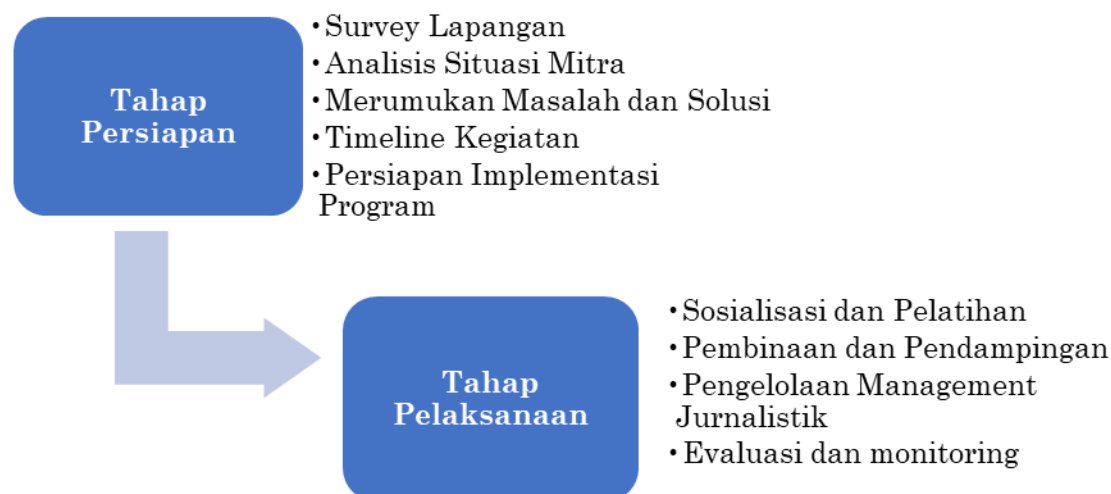 Tahap
Persiapan
•Survey Lapangan
•Analisis Situasi Mitra
•Merumukan Masalah dan Solusi
•Timeline Kegiatan
•Persiapan Implementasi
Program
Tahap
Pelaksanaan
•Sosialisasi dan Pelatihan
•Pembinaan dan Pendampingan
•Pengelolaan Management
Jurnalistik
•Evaluasi dan monitoring